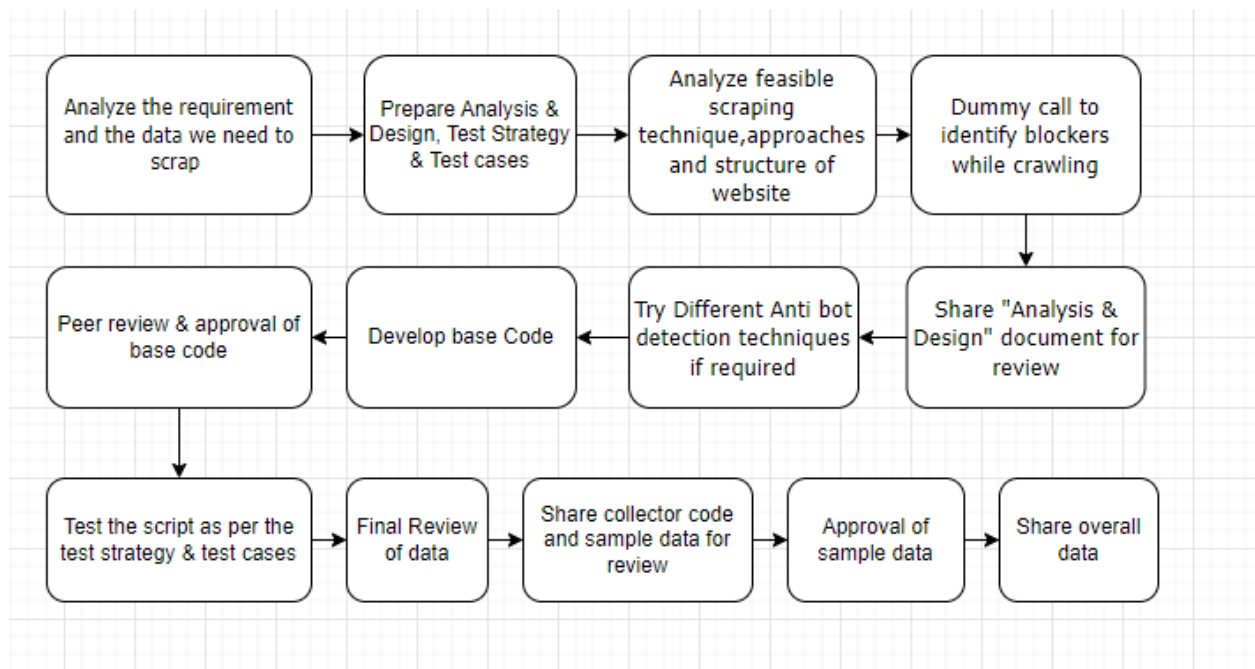 Analyze the requirement
and the data we need to
scrap
Prepare Analysis &
Design, Test Strategy
& Test cases
Analyze feasible
scraping
technique,approaches
and structure of
website
Dummy call to
identify blockers
while crawling
Share "Analysis &
Design" document for
review
Try Different Anti bot
detection techniques
if required
Develop base Code
Peer review & approval of
base code
Test the script as per the
test strategy & test cases
Final Review
of data
Share collector code
and sample data for
review
Approval of
sample data
Share overall
data